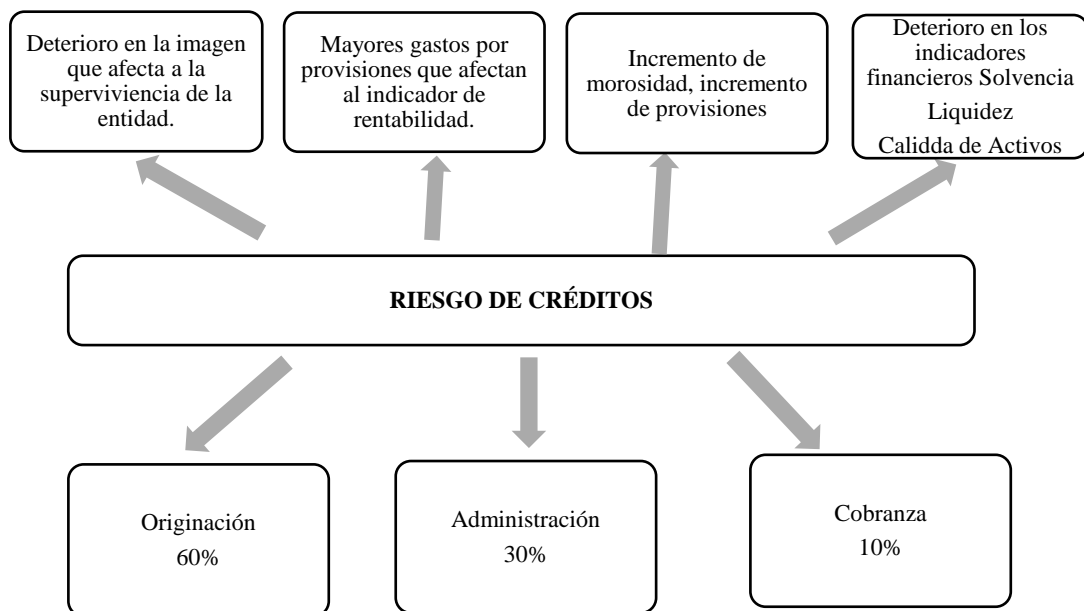 Deterioro en la imagen
que afecta a la
superviviencia de la
entidad.
Mayores gastos por
provisiones que afectan
al indicador de
rentabilidad.
Incremento de
morosidad, incremento
de provisiones
Deterioro en los
indicadores
financieros Solvencia
Liquidez
Calidda de Activos
RIESGO DE CRÉDITOS
Originación
60%
Administración
30%
Cobranza
10%